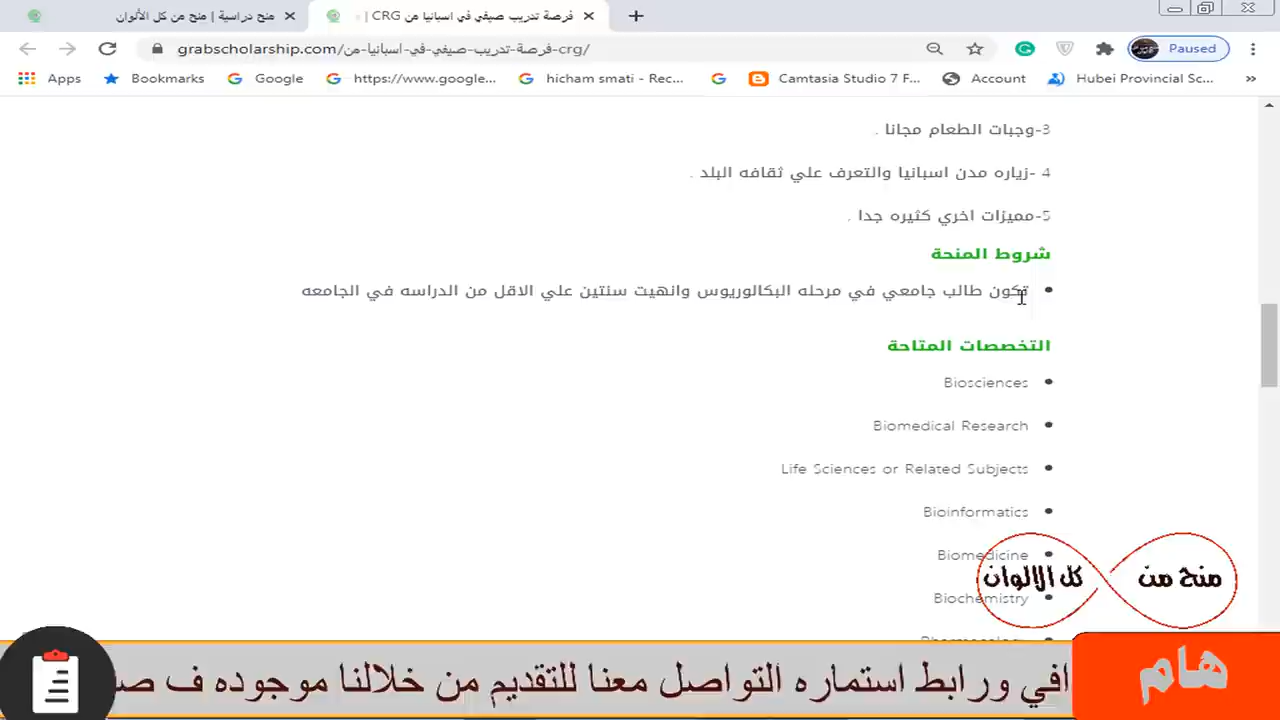 منح دراسية | منح من كل الألوان
فرصة تدريب صيفي في اسبانيا من CRG |
grabscholarship.com/فرصة-تدريب-صيفي-في-اسبانيا-من-crg/
Paused
Apps
Bookmarks
Google
https://www.google...
hicham smati - Rec...
Camtasia Studio 7 F...
Account
Hubei Provincial Sc...
3-وجبات الطعام مجانا .
4 -زياره مدن اسبانيا والتعرف علي ثقافه البلد .
5-مميزات اخري كثيره جدا .
شروط المنحة
تكون طالب جامعي في مرحله البكالوريوس وانهيت سنتين علي الاقل من الدراسه في الجامعه
التخصصات المتاحة
Biosciences
Biomedical Research
Life Sciences or Related Subjects
Bioinformatics
Biomedicine
Biochemistry
منح من كل الالوان
هام
افي ورابط استماره التواصل معنا للتقديم من خلالنا موجوده ف صـ